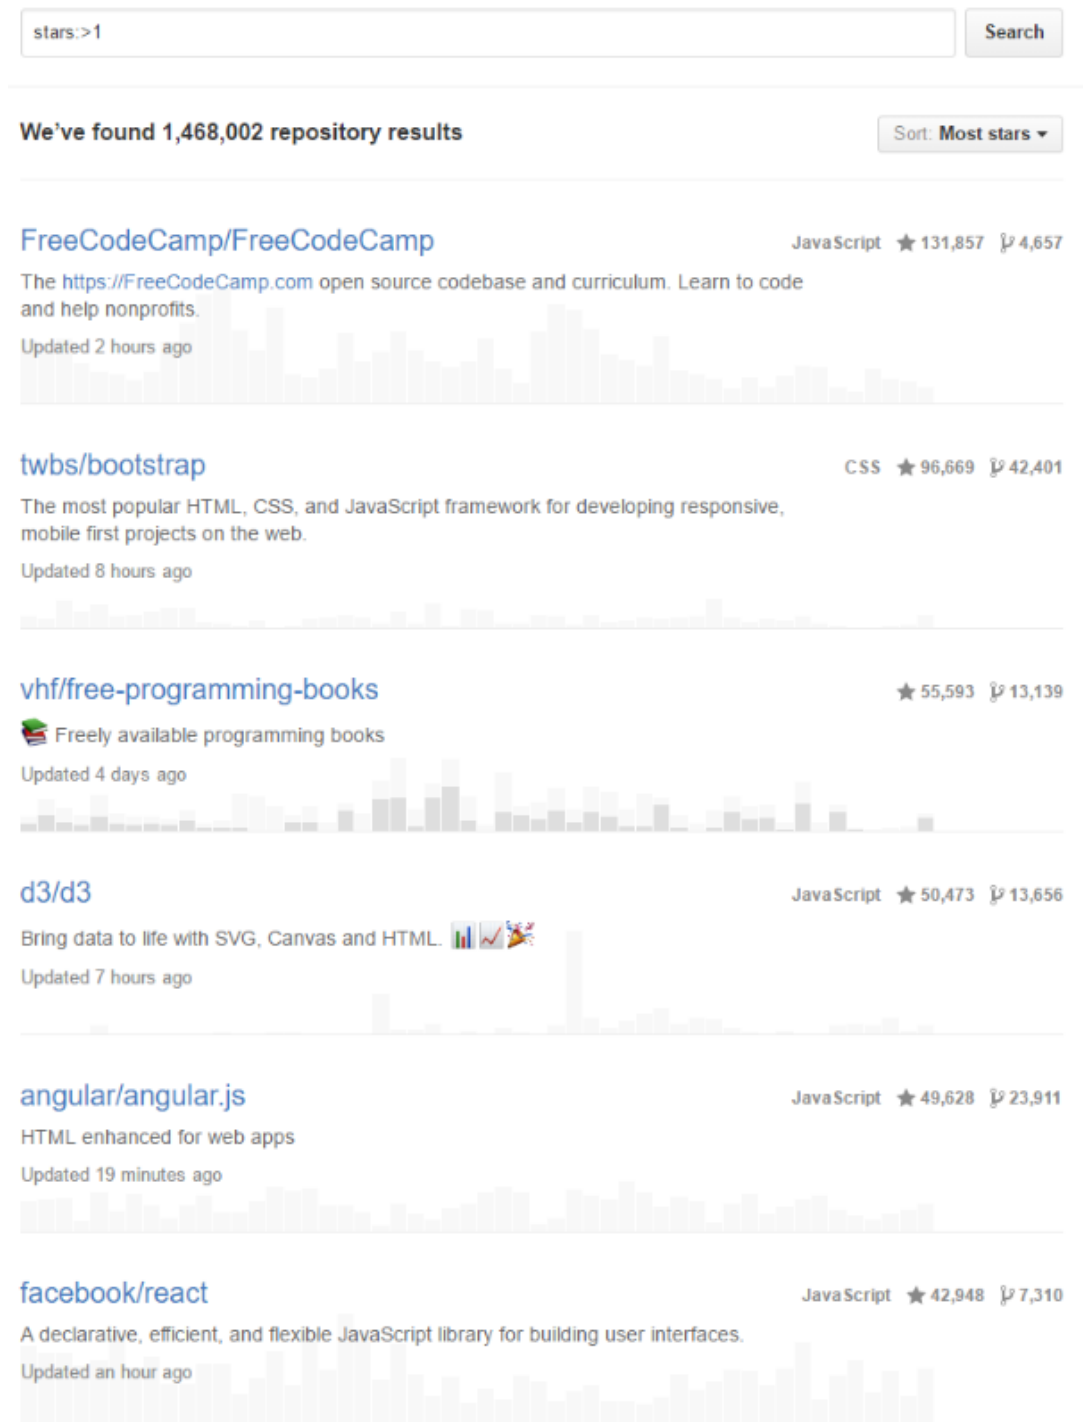 stars:>1
Search
We've found 1,468,002 repository results
Sort: Most stars
FreeCodeCamp/FreeCodeCamp
JavaScript 131,857 4,657
The https://FreeCodeCamp.com open source codebase and curriculum. Learn to code
and help nonprofits.
Updated 2 hours ago
twbs/bootstrap
CSS 96,669 42,401
The most popular HTML, CSS, and JavaScript framework for developing responsive,
mobile first projects on the web.
Updated 8 hours ago
vhf/free-programming-books
55,593 13,139
Freely available programming books
Updated 4 days ago
d3/d3
JavaScript 50,473 13,656
Bring data to life with SVG, Canvas and HTML.
Updated 7 hours ago
angular/angular.js
JavaScript 49,628 23,911
HTML enhanced for web apps
Updated 19 minutes ago
facebook/react
JavaScript 42,948 7,310
A declarative, efficient, and flexible JavaScript library for building user interfaces.
Updated an hour ago